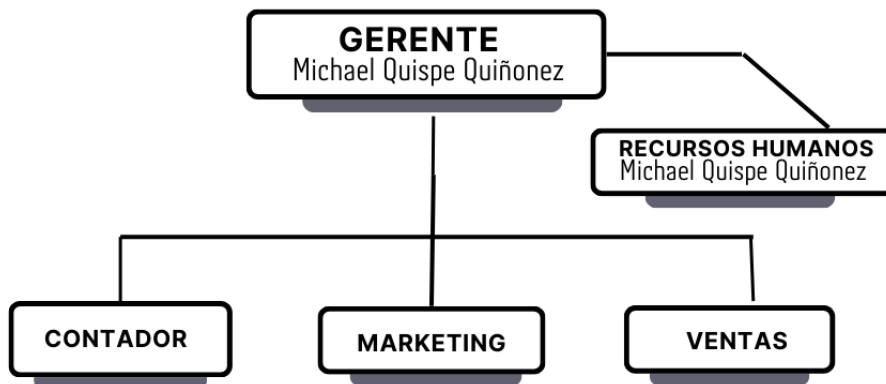 GERENTE
Michael Quispe Quiñonez
RECURSOS HUMANOS
Michael Quispe Quiñonez
CONTADOR
MARKETING
VENTAS